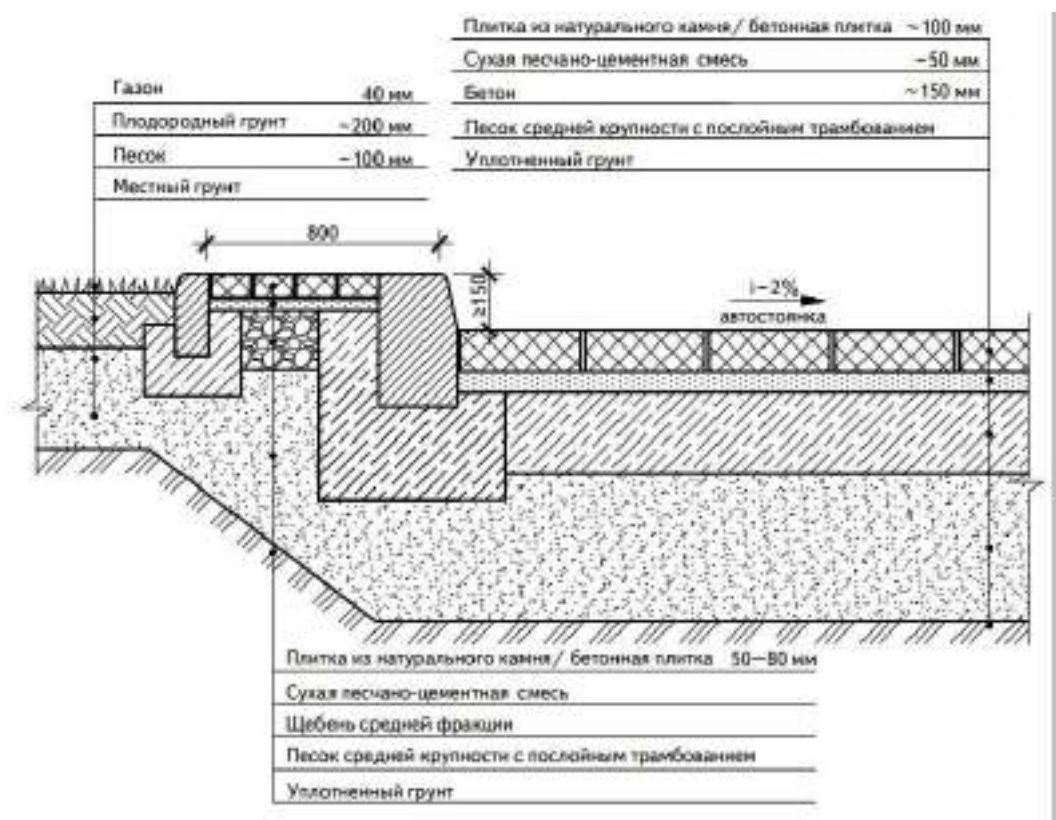 Плитка из натурального камня/ бетонная плитка ~100 мм
Сухая песчано-цементная смесь ~50 мм
Бетон ~150 мм
Песок средней крупности с послойным трамбованием
Уплотненный грунт
Газон 40 мм
Плодородный грунт ~200 мм
Песок ~100 мм
Местный грунт
800
≥150
i-2%
автостоянка
Плитка из натурального камня/ бетонная плитка 50—80 мм
Сухая песчано-цементная смесь
Щебень средней фракции
Песок средней крупности с послойным трамбованием
Уплотненный грунт